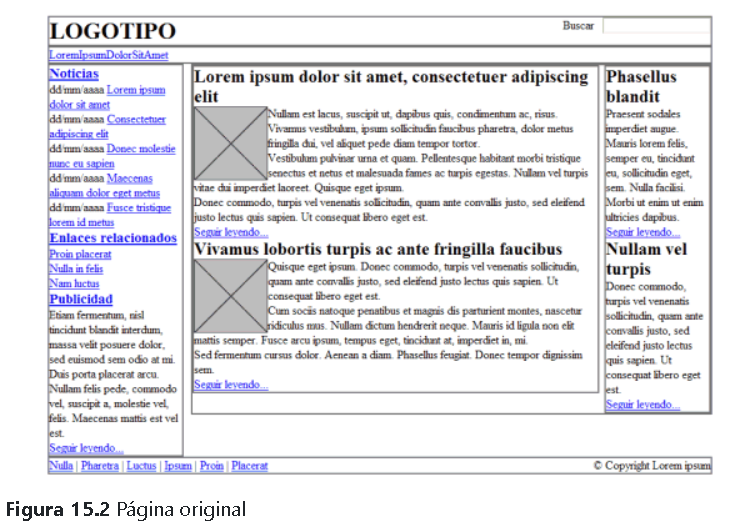 LOGOTIPO
Buscar
LoremIpsumDolorSitAmet
Noticias
dd/mm/aaaa Lorem ipsum
dolor sit amet
dd/mm/aaaa Consectetuer
adipiscing elit
dd/mm/aaaa Donec molestie
nunc eu sapien
dd/mm/aaaa Maecenas
aliquam dolor eget metus
dd/mm/aaaa Fusce tristique
lorem id metus
Enlaces relacionados
Proin placerat
Nulla in felis
Nam luctus
Publicidad
Etiam fermentum, nisl
tincidunt blandit interdum,
massa velit posuere dolor,
sed euismod sem odio at mi.
Duis porta placerat arcu.
Nullam felis pede, commodo
vel, suscipit a, molestie vel,
felis. Maecenas mattis est vel
est.
Seguir leyendo...
Lorem ipsum dolor sit amet, consectetuer adipiscing
elit
Nullam est lacus, suscipit ut, dapibus quis, condimentum ac, risus.
Vivamus vestibulum, ipsum sollicitudin faucibus pharetra, dolor metus
fringilla dui, vel aliquet pede diam tempor tortor.
Vestibulum pulvinar urna et quam. Pellentesque habitant morbi tristique
senectus et netus et malesuada fames ac turpis egestas. Nullam vel turpis
vitae dui imperdiet laoreet. Quisque eget ipsum.
Donec commodo, turpis vel venenatis sollicitudin, quam ante convallis justo, sed eleifend
justo lectus quis sapien. Ut consequat libero eget est.
Seguir leyendo...
Vivamus lobortis turpis ac ante fringilla faucibus
Quisque eget ipsum. Donec commodo, turpis vel venenatis sollicitudin,
quam ante convallis justo, sed eleifend justo lectus quis sapien. Ut
consequat libero eget est.
Cum sociis natoque penatibus et magnis dis parturient montes, nascetur
ridiculus mus. Nullam dictum hendrerit neque. Mauris id ligula non elit
mattis semper. Fusce arcu ipsum, tempus eget, tincidunt at, imperdiet in, mi.
Sed fermentum cursus dolor. Aenean a diam. Phasellus feugiat. Donec tempor dignissim
sem.
Seguir leyendo...
Phasellus
blandit
Praesent sodales
imperdiet augue.
Mauris lorem felis,
semper eu, tincidunt
eu, sollicitudin eget,
sem. Nulla facilisi.
Morbi ut enim ut enim
ultricies dapibus.
Seguir leyendo...
Nullam vel
turpis
Donec commodo,
turpis vel venenatis
sollicitudin, quam ante
convallis justo, sed
eleifend justo lectus
quis sapien. Ut
consequat libero eget
est.
Seguir leyendo...
Nulla | Pharetra | Luctus | Ipsum | Proin | Placerat
© Copyright Lorem ipsum
Figura 15.2 Página original